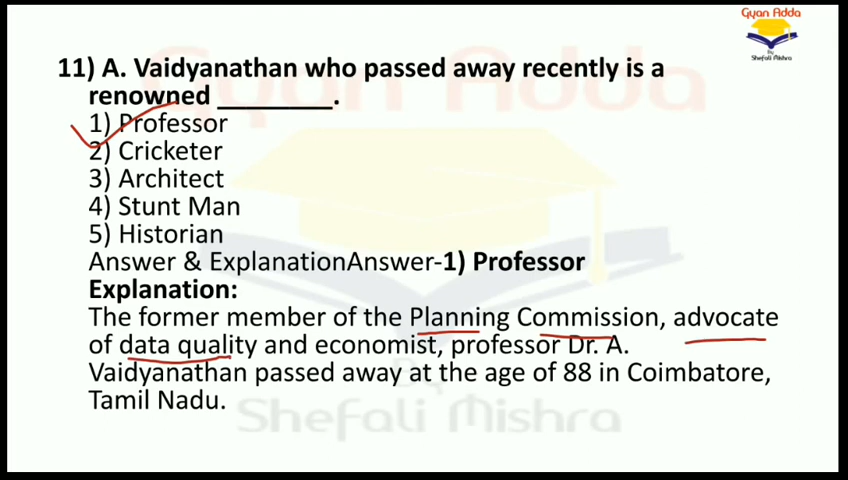 Gyan Adda
By
Shefali Mishra
11) A. Vaidyanathan who passed away recently is a
renowned _________.
1) Professor
2) Cricketer
3) Architect
4) Stunt Man
5) Historian
Answer & ExplanationAnswer-1) Professor
Explanation:
The former member of the Planning Commission, advocate
of data quality and economist, professor Dr. A.
Vaidyanathan passed away at the age of 88 in Coimbatore,
Tamil Nadu.
Gyan Adda
By
Shefali Mishra